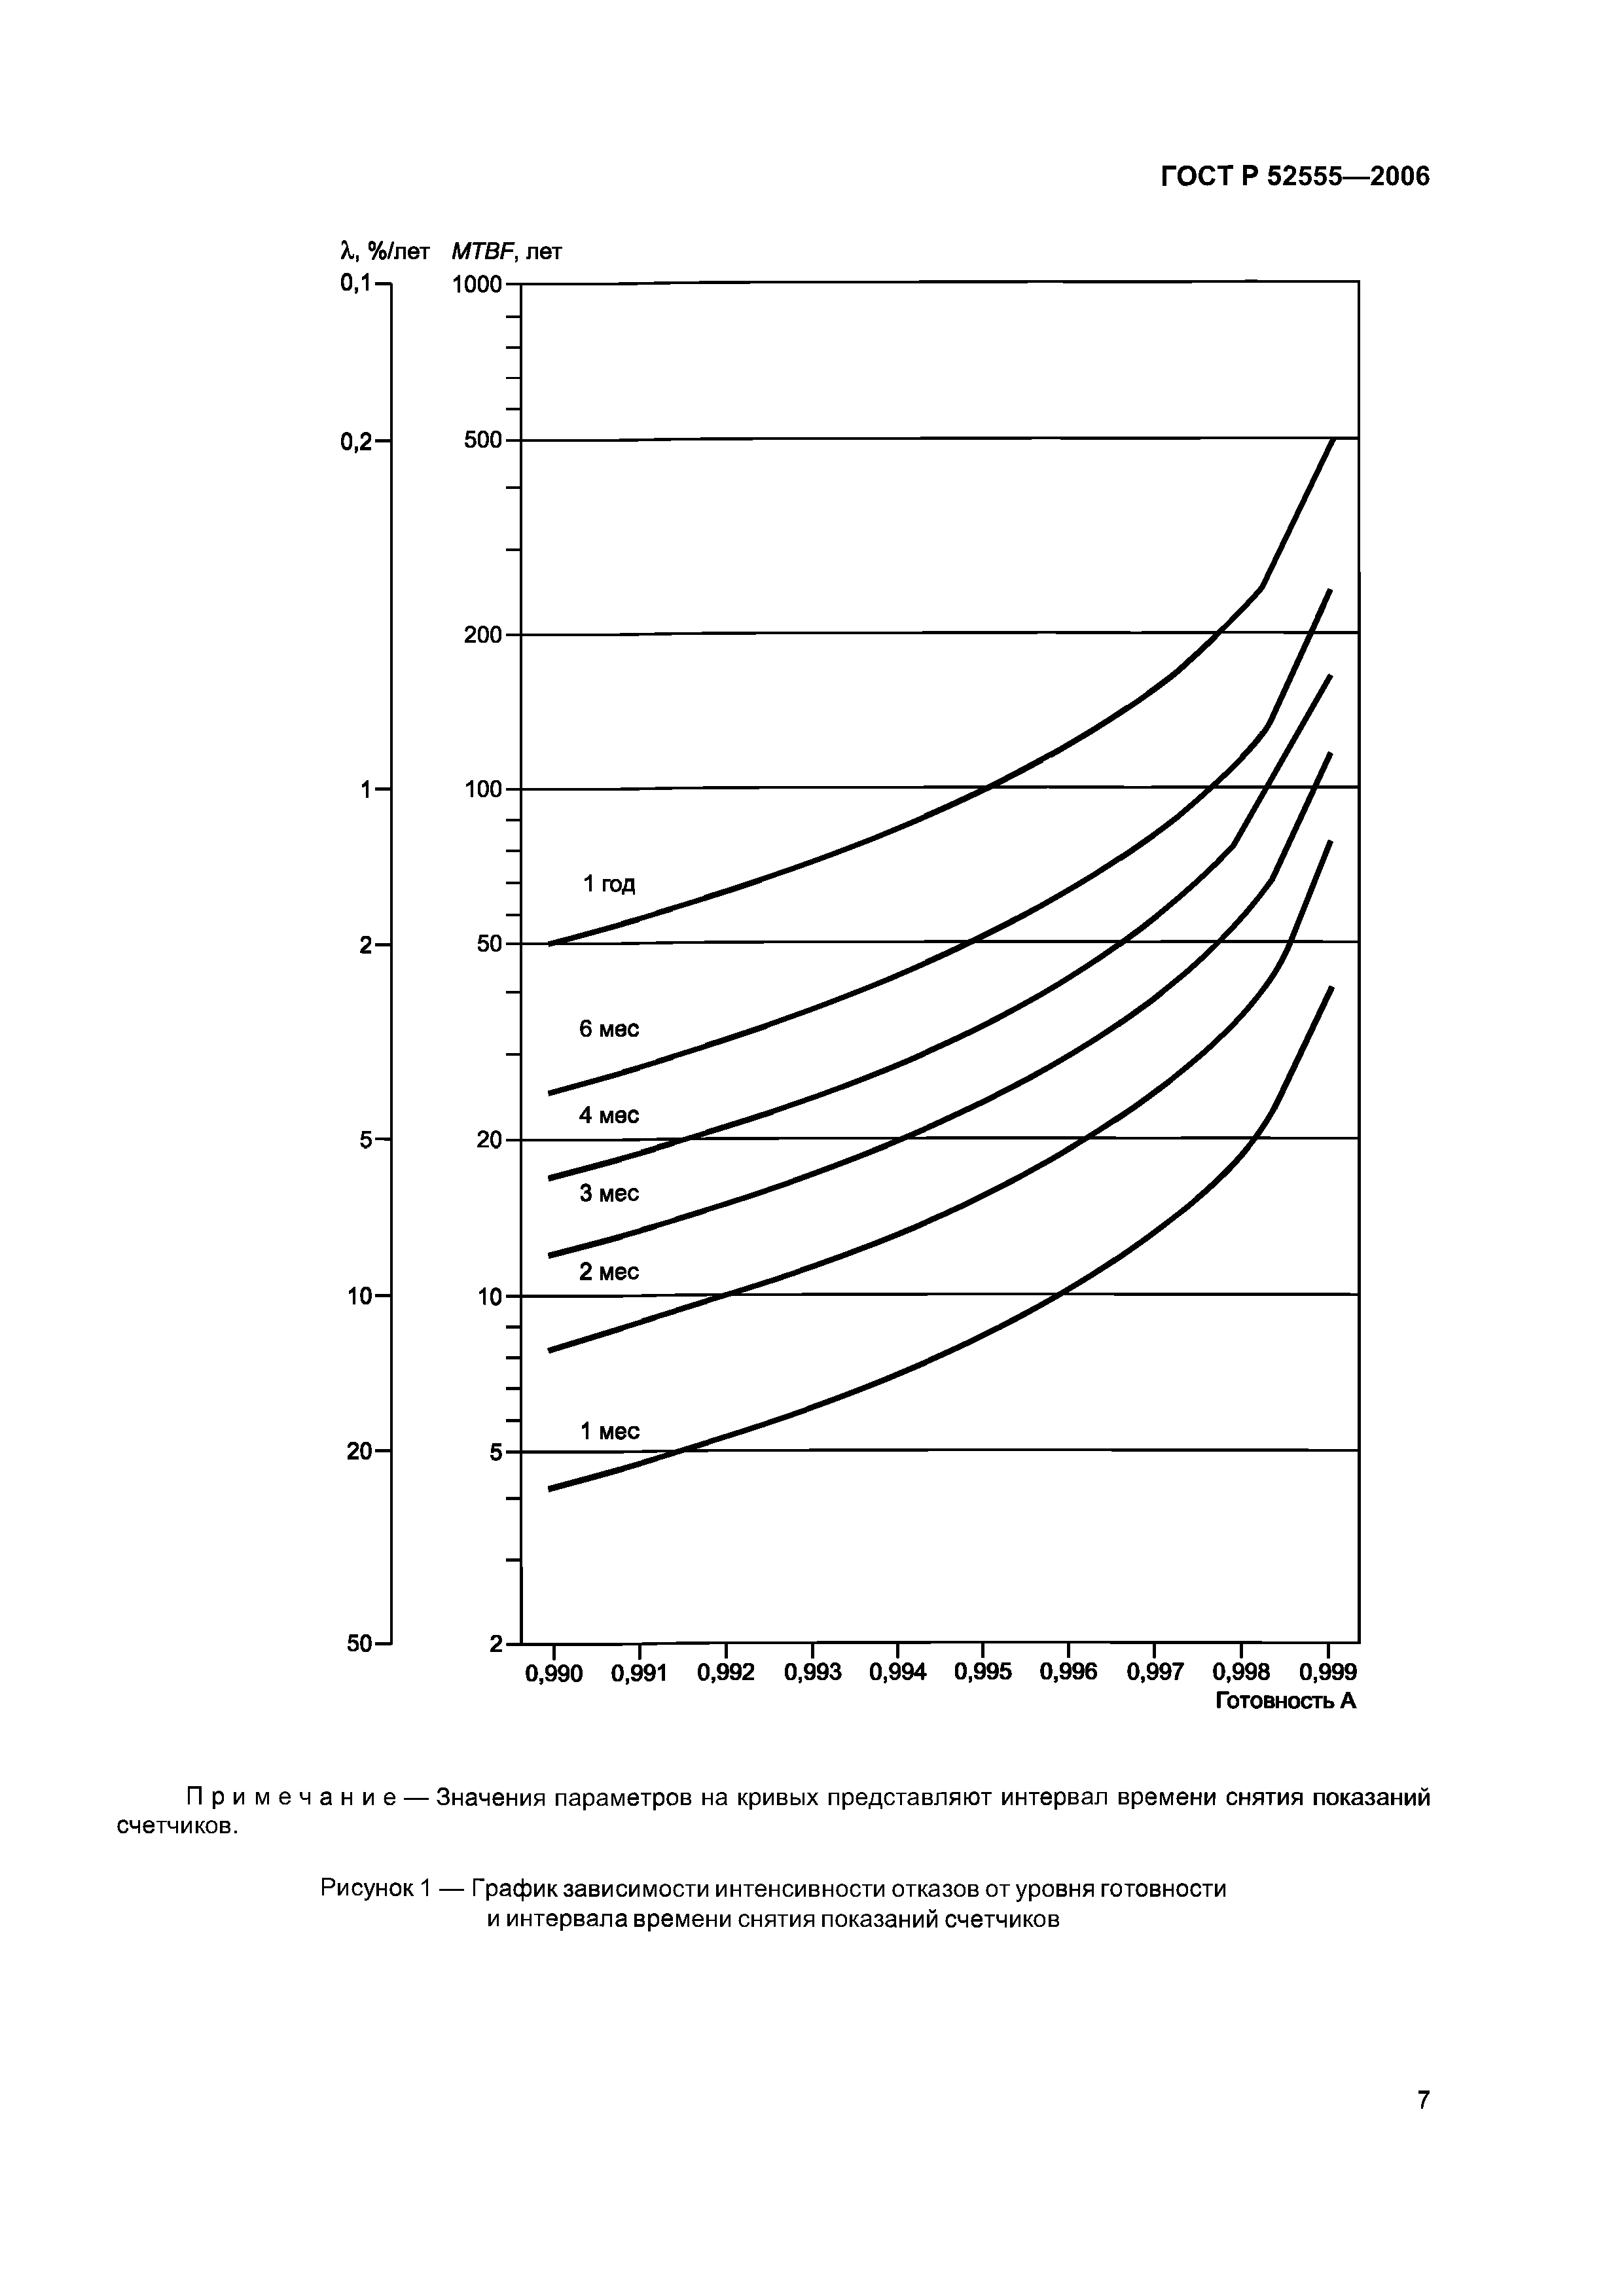 ГОСТ Р 52555—2006
λ, %/лет MTBF, лет
0,1 1000
0,2 500
200
1 100
1 год
2 50
6 мес
4 мес
5 20
3 мес
2 мес
10 10
1 мес
20 5
50 2
0,990 0,991 0,992 0,993 0,994 0,995 0,996 0,997 0,998 0,999
Готовность А
Примечание — Значения параметров на кривых представляют интервал времени снятия показаний
счетчиков.
Рисунок 1 — График зависимости интенсивности отказов от уровня готовности
и интервала времени снятия показаний счетчиков
7